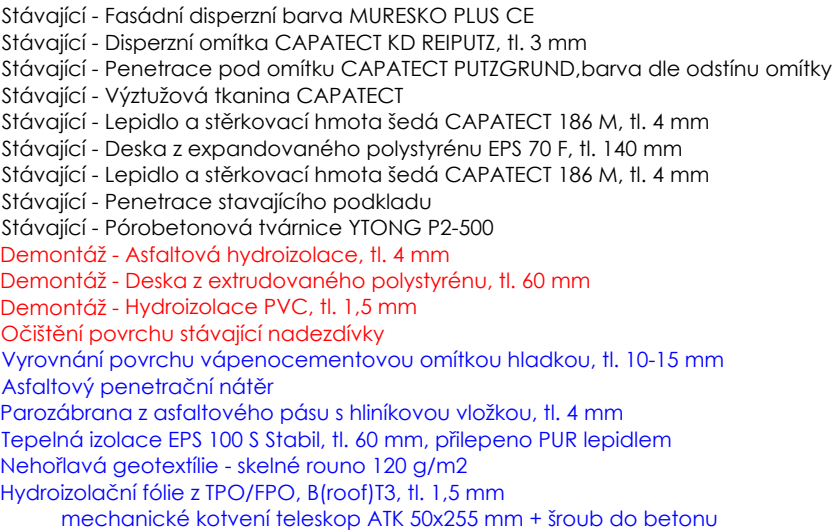 Stávající - Fasádní disperzní barva MURESKO PLUS CE
Stávající - Disperzní omítka CAPATECT KD REIPUTZ, tl. 3 mm
Stávající - Penetrace pod omítku CAPATECT PUTZGRUND,barva dle odstínu omítky
Stávající - Výztužová tkanina CAPATECT
Stávající - Lepidlo a stěrkovací hmota šedá CAPATECT 186 M, tl. 4 mm
Stávající - Deska z expandovaného polystyrénu EPS 70 F, tl. 140 mm
Stávající - Lepidlo a stěrkovací hmota šedá CAPATECT 186 M, tl. 4 mm
Stávající - Penetrace stavajícího podkladu
Stávající - Pórobetonová tvárnice YTONG P2-500
Demontáž - Asfaltová hydroizolace, tl. 4 mm
Demontáž - Deska z extrudovaného polystyrénu, tl. 60 mm
Demontáž - Hydroizolace PVC, tl. 1,5 mm
Očištění povrchu stávající nadezdívky
Vyrovnání povrchu vápenocementovou omítkou hladkou, tl. 10-15 mm
Asfaltový penetrační nátěr
Parozábrana z asfaltového pásu s hliníkovou vložkou, tl. 4 mm
Tepelná izolace EPS 100 S Stabil, tl. 60 mm, přilepeno PUR lepidlem
Nehořlavá geotextílie - skelné rouno 120 g/m2
Hydroizolační fólie z TPO/FPO, B(roof)T3, tl. 1,5 mm
mechanické kotvení teleskop ATK 50x255 mm + šroub do betonu